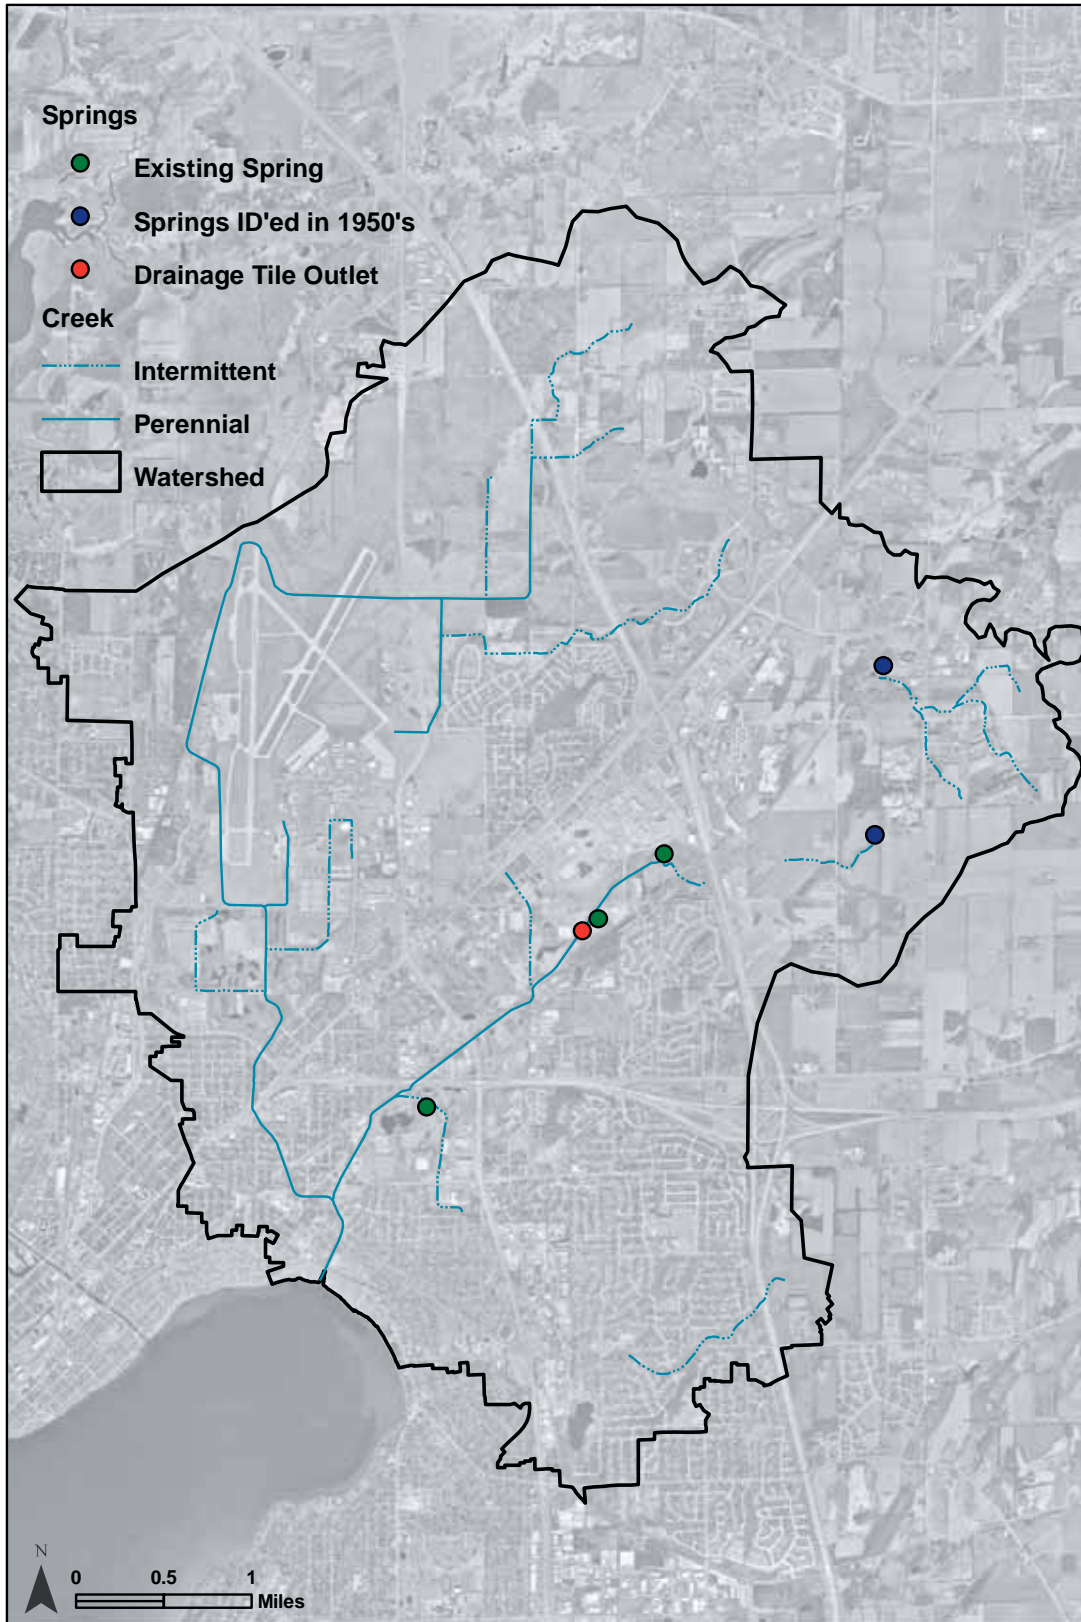 Springs
Existing Spring
Springs ID'ed in 1950's
Drainage Tile Outlet
Creek
Intermittent
Perennial
Watershed
N
0 0.5 1
Miles